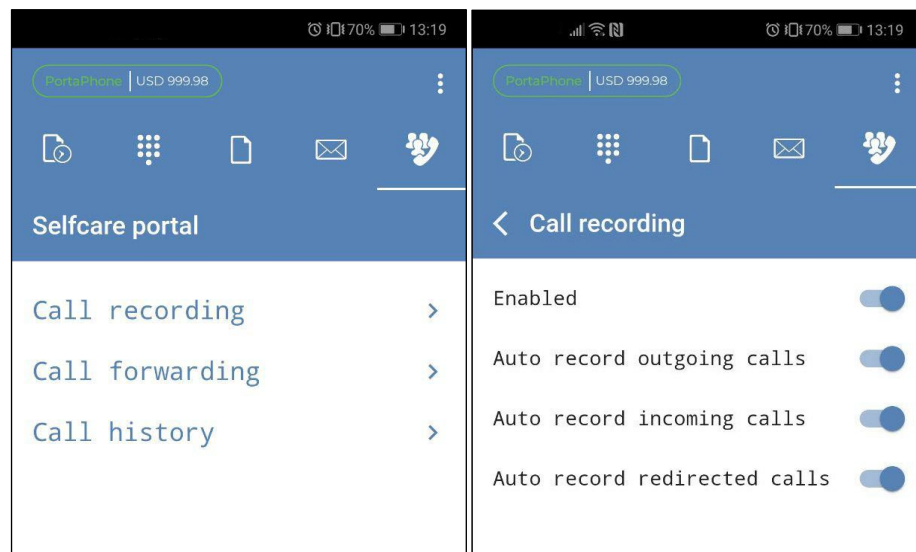 70% 13:19
PortaPhone USD 999.98
Selfcare portal
Call recording
Call forwarding
Call history
70% 13:19
PortaPhone USD 999.98
Call recording
Enabled
Auto record outgoing calls
Auto record incoming calls
Auto record redirected calls